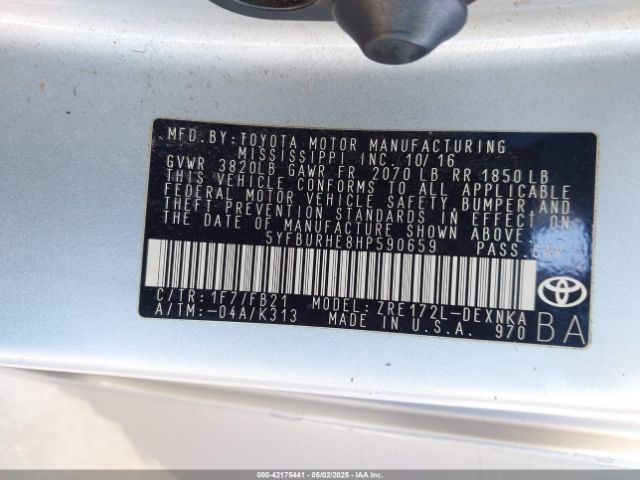 MFD. BY: TOYOTA MOTOR MANUFACTURING
MISSISSIPPI INC. 10/16
GVWR 3820LB GAWR FR 2070 LB RR 1850 LB
THIS VEHICLE CONFORMS TO ALL APPLICABLE
FEDERAL MOTOR VEHICLE SAFETY, BUMPER, AND
THEFT PREVENTION STANDARDS IN EFFECT ON
THE DATE OF MANUFACTURE SHOWN ABOVE.
5YFBURHE8HP590659 PASS. CAR
C/TR: 1F7/FB21 MODEL: ZRE172L-DEXNKA
A/TM: -04A/K313 MADE IN U.S.A. 970 BA
000-42175441 - 05/02/2025 - IAA, Inc.